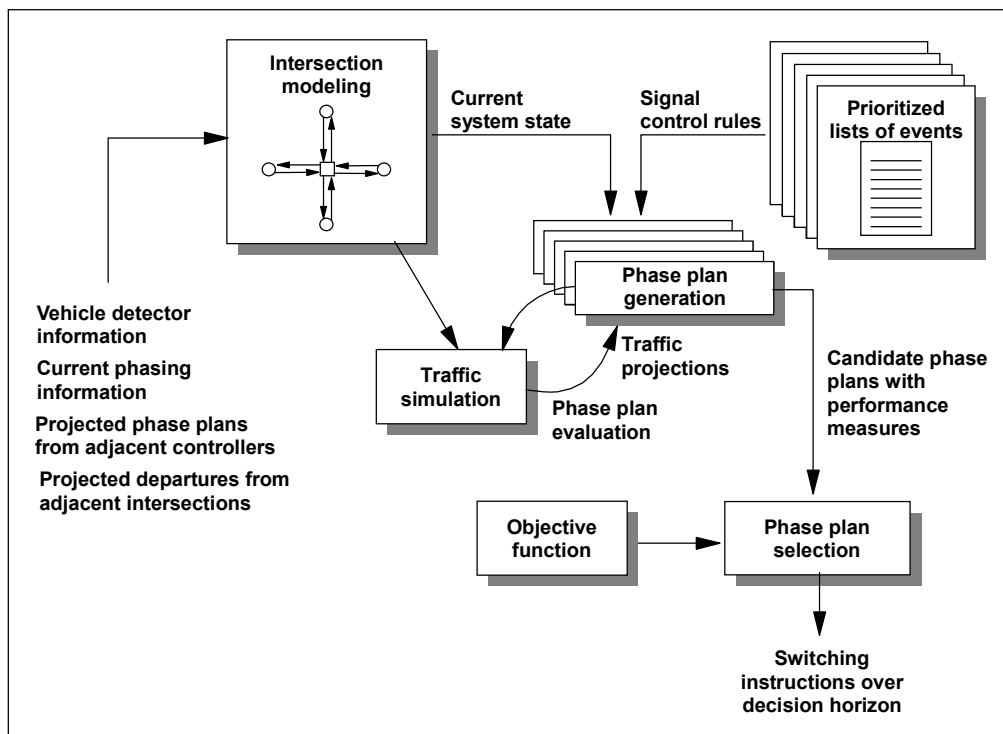 Intersection
modeling
Current
system state
Signal
control rules
Prioritized
lists of events
Phase plan
generation
Vehicle detector
information
Current phasing
information
Projected phase plans
from adjacent controllers
Projected departures from
adjacent intersections
Traffic
simulation
Traffic
projections
Phase plan
evaluation
Candidate phase
plans with
performance
measures
Objective
function
Phase plan
selection
Switching
instructions over
decision horizon